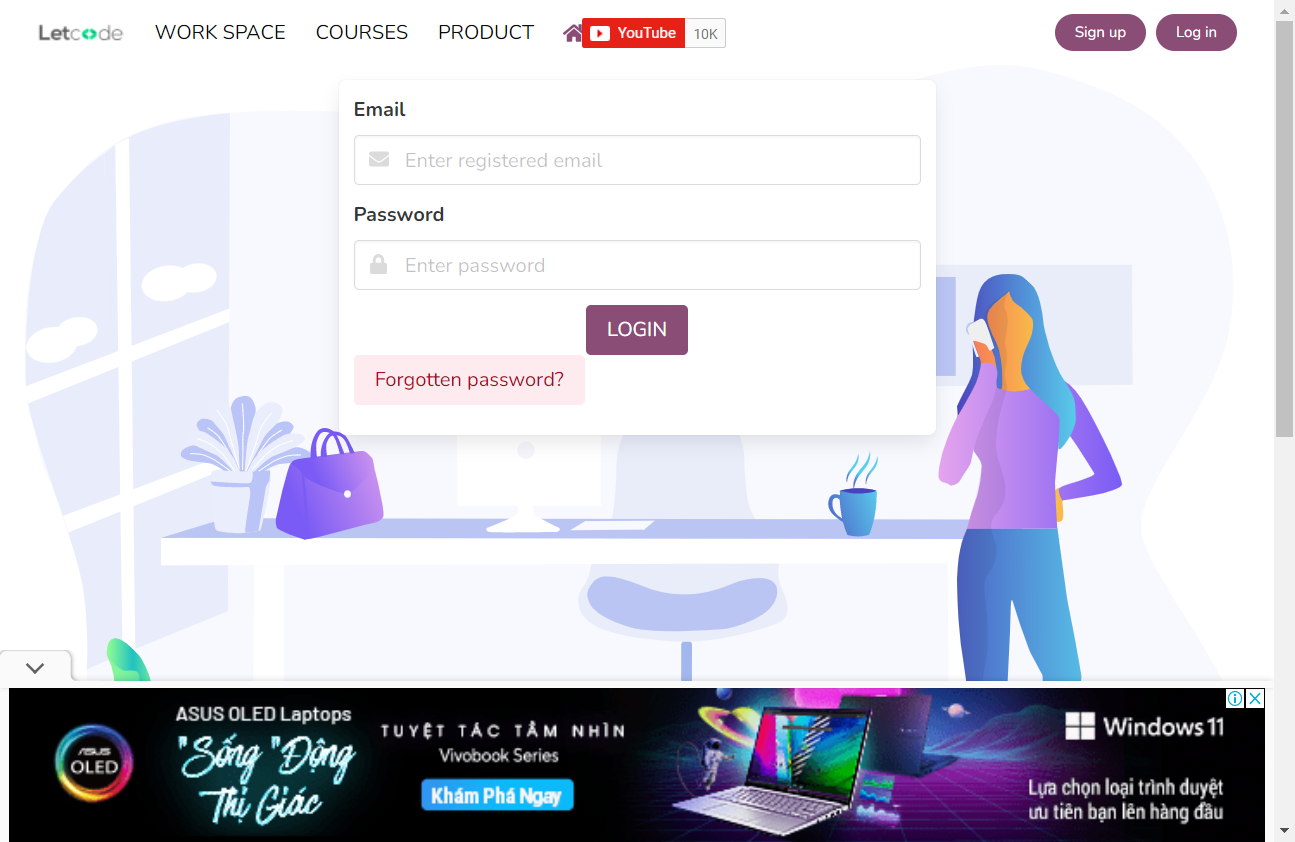 Letcode WORK SPACE COURSES PRODUCT YouTube 10K Sign up Log in
Email
Enter registered email
Password
Enter password
LOGIN
Forgotten password?
ASUS OLED
ASUS OLED Laptops
"Sống "Động
Thị Giác
TUYỆT TÁC TẦM NHÌN
Vivobook Series
Khám Phá Ngay
Windows 11
Lựa chọn loại trình duyệt
ưu tiên bạn lên hàng đầu